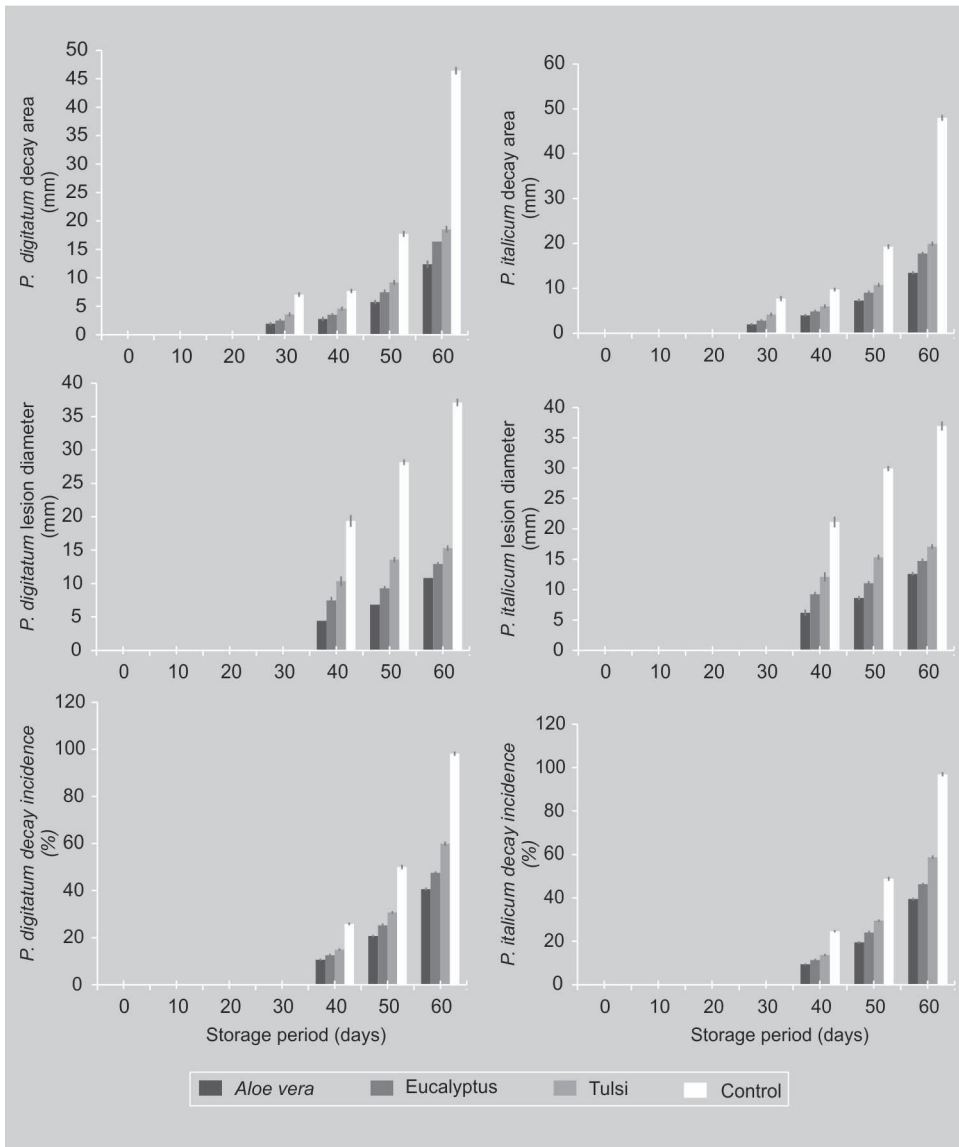 50
45
40
35
30
25
20
15
10
5
0
P. digitatum decay area
(mm)
0 10 20 30 40 50 60
60
50
40
30
20
10
0
P. italicum decay area
(mm)
0 10 20 30 40 50 60
40
35
30
25
20
15
10
5
0
P. digitatum lesion diameter
(mm)
0 10 20 30 40 50 60
40
35
30
25
20
15
10
5
0
P. italicum lesion diameter
(mm)
0 10 20 30 40 50 60
120
100
80
60
40
20
0
P. digitatum decay incidence
(%)
0 10 20 30 40 50 60
Storage period (days)
120
100
80
60
40
20
0
P. italicum decay incidence
(%)
0 10 20 30 40 50 60
Storage period (days)
Aloe vera Eucalyptus Tulsi Control